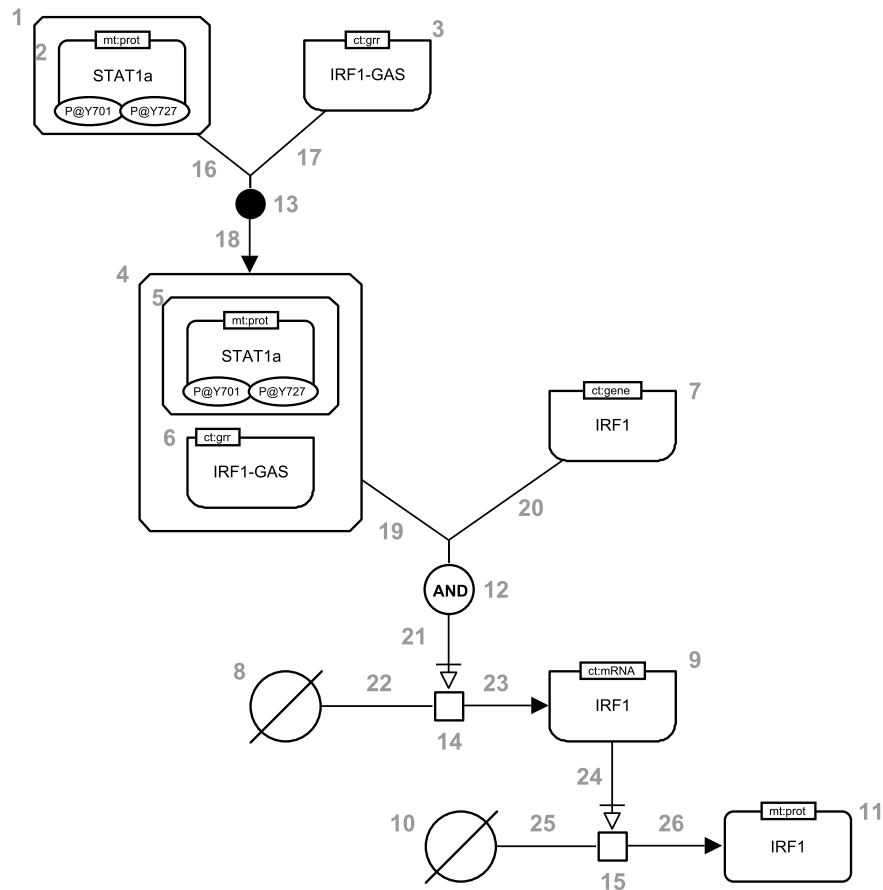 1
mt:prot
2
STAT1a
P@Y701 P@Y727
ct:grr
3
IRF1-GAS
16
17
13
18
4
5
mt:prot
STAT1a
P@Y701 P@Y727
6
ct:grr
IRF1-GAS
ct:gene
7
IRF1
19
20
AND
12
21
8
22
23
ct:mRNA
9
IRF1
14
24
10
25
26
mt:prot
11
IRF1
15